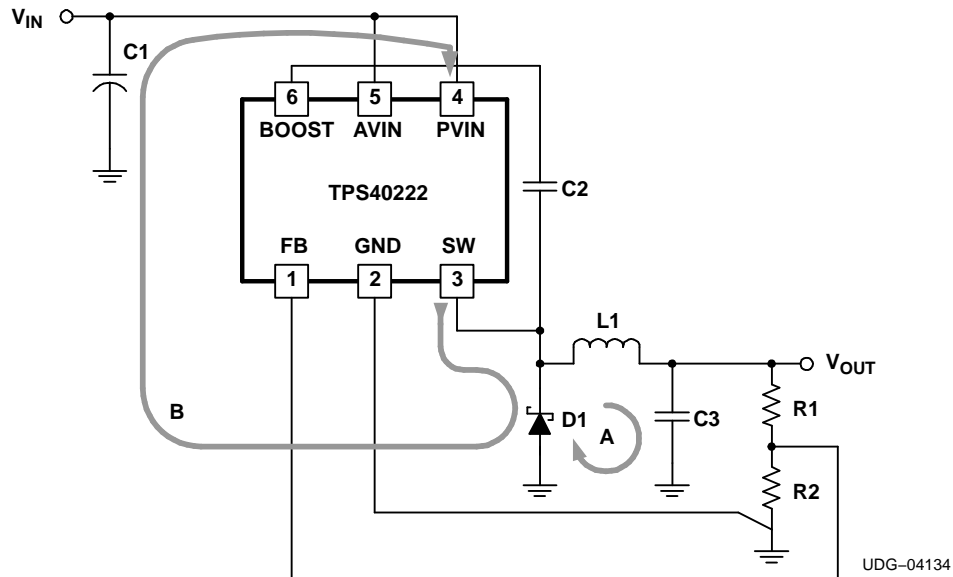 VIN
C1
6 5 4
BOOST AVIN PVIN
TPS40222
C2
FB GND SW
1 2 3
L1
VOUT
B
D1
A
C3
R1
R2
UDG–04134